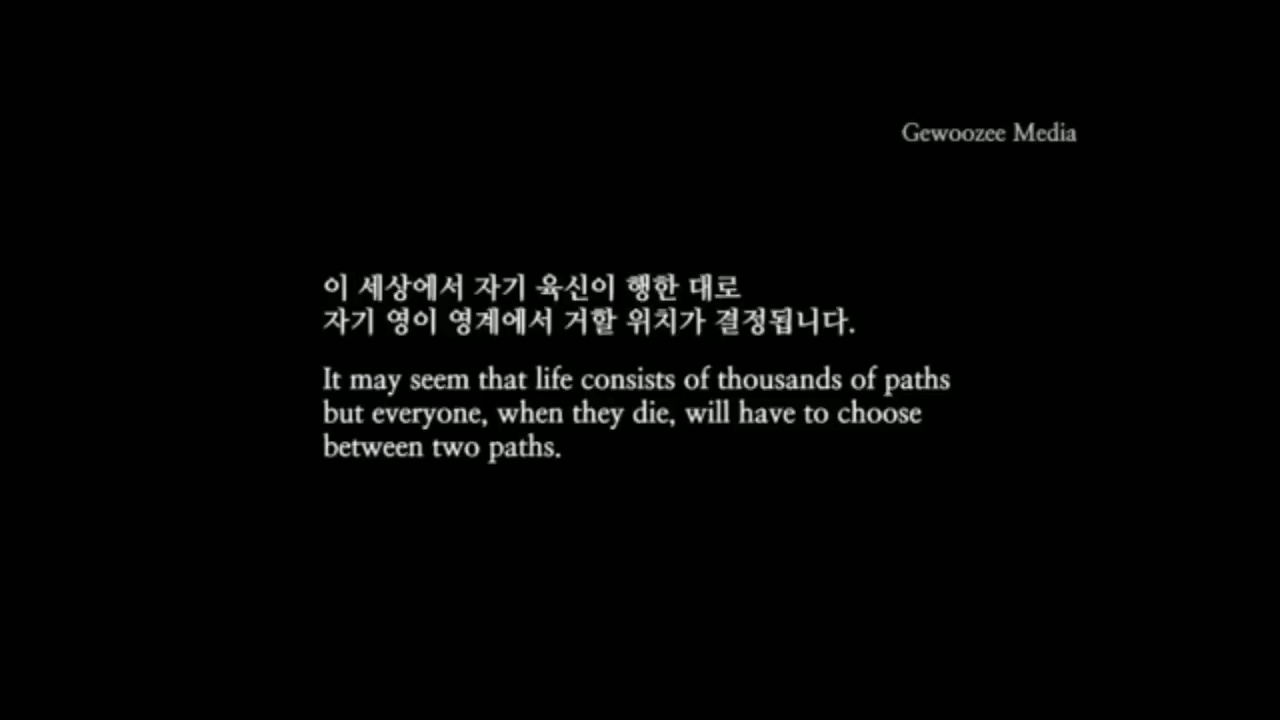 Gewoozee Media
이 세상에서 자기 육신이 행한 대로
자기 영이 영계에서 거할 위치가 결정됩니다.
It may seem that life consists of thousands of paths
but everyone, when they die, will have to choose
between two paths.